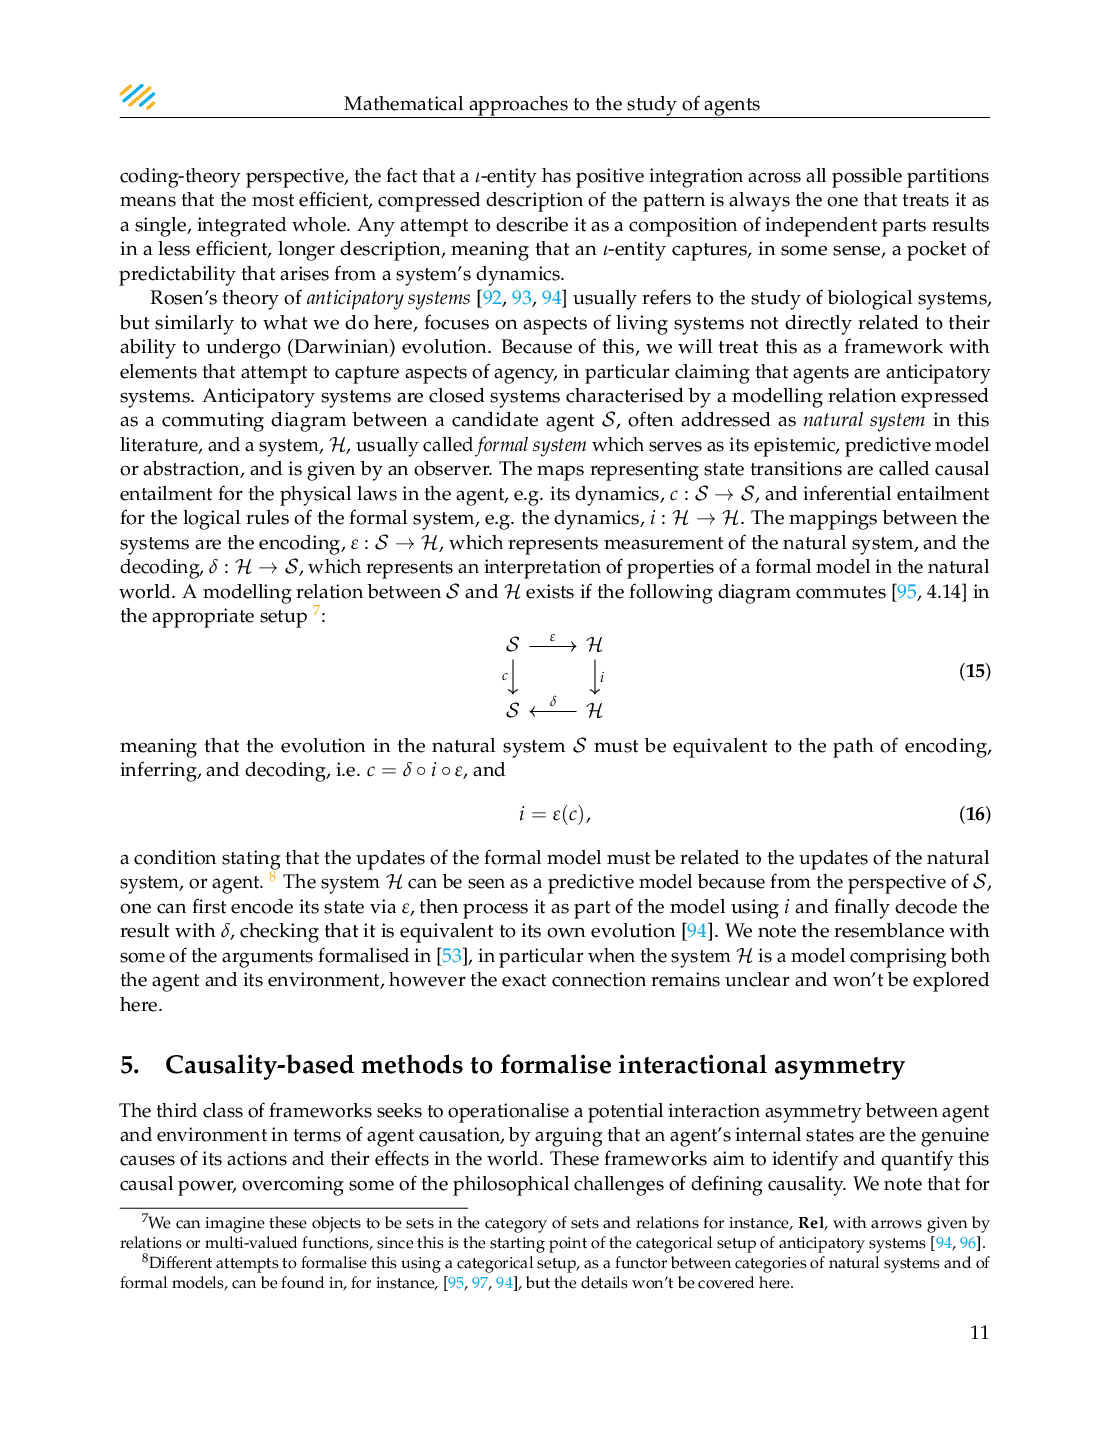 Mathematical approaches to the study of agents
coding-theory perspective, the fact that a ι-entity has positive integration across all possible partitions
means that the most efficient, compressed description of the pattern is always the one that treats it as
a single, integrated whole. Any attempt to describe it as a composition of independent parts results
in a less efficient, longer description, meaning that an ι-entity captures, in some sense, a pocket of
predictability that arises from a system's dynamics.
Rosen's theory of anticipatory systems [92, 93, 94] usually refers to the study of biological systems,
but similarly to what we do here, focuses on aspects of living systems not directly related to their
ability to undergo (Darwinian) evolution. Because of this, we will treat this as a framework with
elements that attempt to capture aspects of agency, in particular claiming that agents are anticipatory
systems. Anticipatory systems are closed systems characterised by a modelling relation expressed
as a commuting diagram between a candidate agent 𝒮, often addressed as natural system in this
literature, and a system, ℋ, usually called formal system which serves as its epistemic, predictive model
or abstraction, and is given by an observer. The maps representing state transitions are called causal
entailment for the physical laws in the agent, e.g. its dynamics, c : 𝒮 → 𝒮, and inferential entailment
for the logical rules of the formal system, e.g. the dynamics, i : ℋ → ℋ. The mappings between the
systems are the encoding, ε : 𝒮 → ℋ, which represents measurement of the natural system, and the
decoding, δ : ℋ → 𝒮, which represents an interpretation of properties of a formal model in the natural
world. A modelling relation between 𝒮 and ℋ exists if the following diagram commutes [95, 4.14] in
the appropriate setup ⁷:
𝒮 ε → ℋ
c ↓ ↓ i (15)
𝒮 ← δ ℋ
meaning that the evolution in the natural system 𝒮 must be equivalent to the path of encoding,
inferring, and decoding, i.e. c = δ ∘ i ∘ ε, and
i = ε(c), (16)
a condition stating that the updates of the formal model must be related to the updates of the natural
system, or agent. ⁸ The system ℋ can be seen as a predictive model because from the perspective of 𝒮,
one can first encode its state via ε, then process it as part of the model using i and finally decode the
result with δ, checking that it is equivalent to its own evolution [94]. We note the resemblance with
some of the arguments formalised in [53], in particular when the system ℋ is a model comprising both
the agent and its environment, however the exact connection remains unclear and won't be explored
here.
5. Causality-based methods to formalise interactional asymmetry
The third class of frameworks seeks to operationalise a potential interaction asymmetry between agent
and environment in terms of agent causation, by arguing that an agent's internal states are the genuine
causes of its actions and their effects in the world. These frameworks aim to identify and quantify this
causal power, overcoming some of the philosophical challenges of defining causality. We note that for
⁷We can imagine these objects to be sets in the category of sets and relations for instance, Rel, with arrows given by
relations or multi-valued functions, since this is the starting point of the categorical setup of anticipatory systems [94, 96].
⁸Different attempts to formalise this using a categorical setup, as a functor between categories of natural systems and of
formal models, can be found in, for instance, [95, 97, 94], but the details won't be covered here.
11